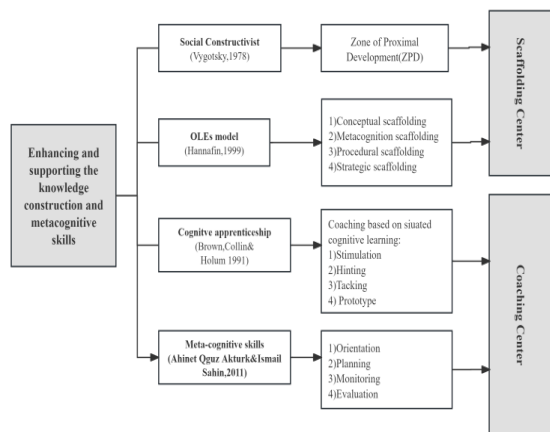 Enhancing and
supporting the
knowledge
construction and
metacognitive
skills
Social Constructivist
(Vygotsky,1978)
Zone of Proximal
Development(ZPD)
OLEs model
(Hannafin,1999)
1)Conceptual scaffolding
2)Metacognition scaffolding
3)Procedural scaffolding
4)Strategic scaffolding
Scaffolding Center
Cognitve apprenticeship
(Brown,Collin&
Holum 1991)
Coaching based on siuated
cognitive learning:
1)Stimulation
2)Hinting
3)Tacking
4) Prototype
Meta-cognitive skills
(Ahinet Qguz Akturk&Ismail
Sahin,2011)
1)Orientation
2)Planning
3)Monitoring
4)Evaluation
Coaching Center